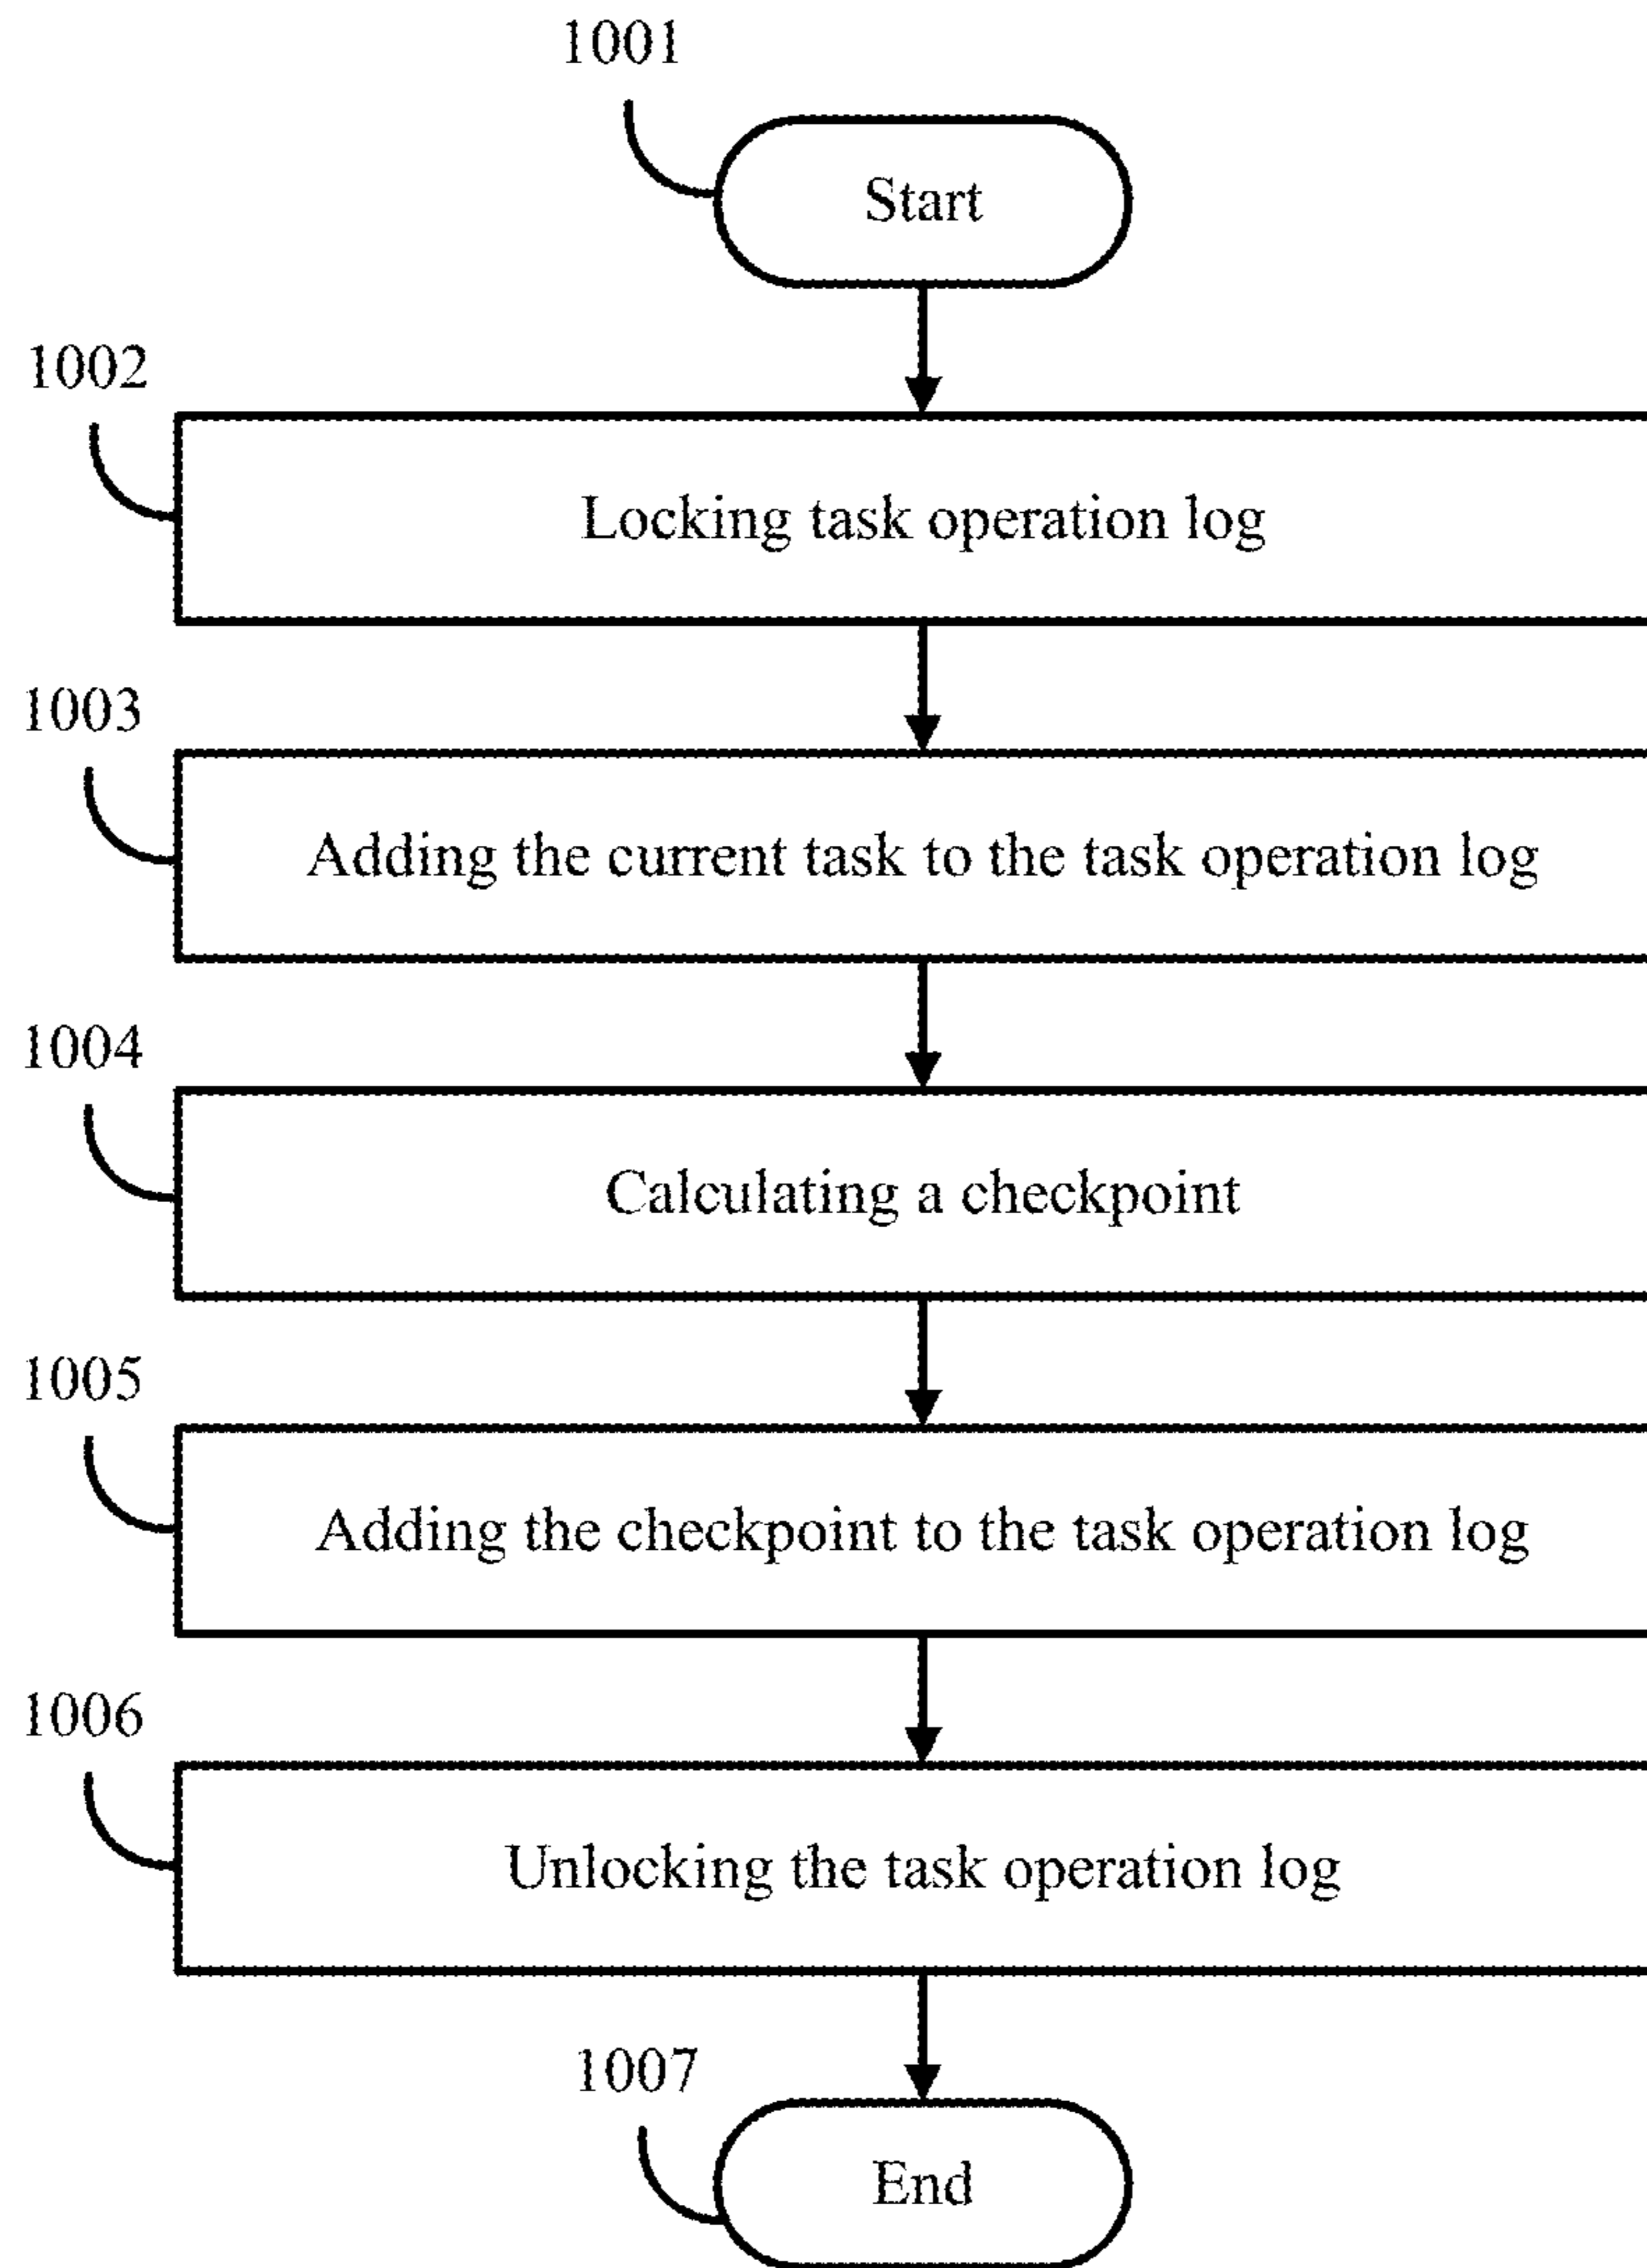 1001
Start
1002
Locking task operation log
1003
Adding the current task to the task operation log
1004
Calculating a checkpoint
1005
Adding the checkpoint to the task operation log
1006
Unlocking the task operation log
1007
End